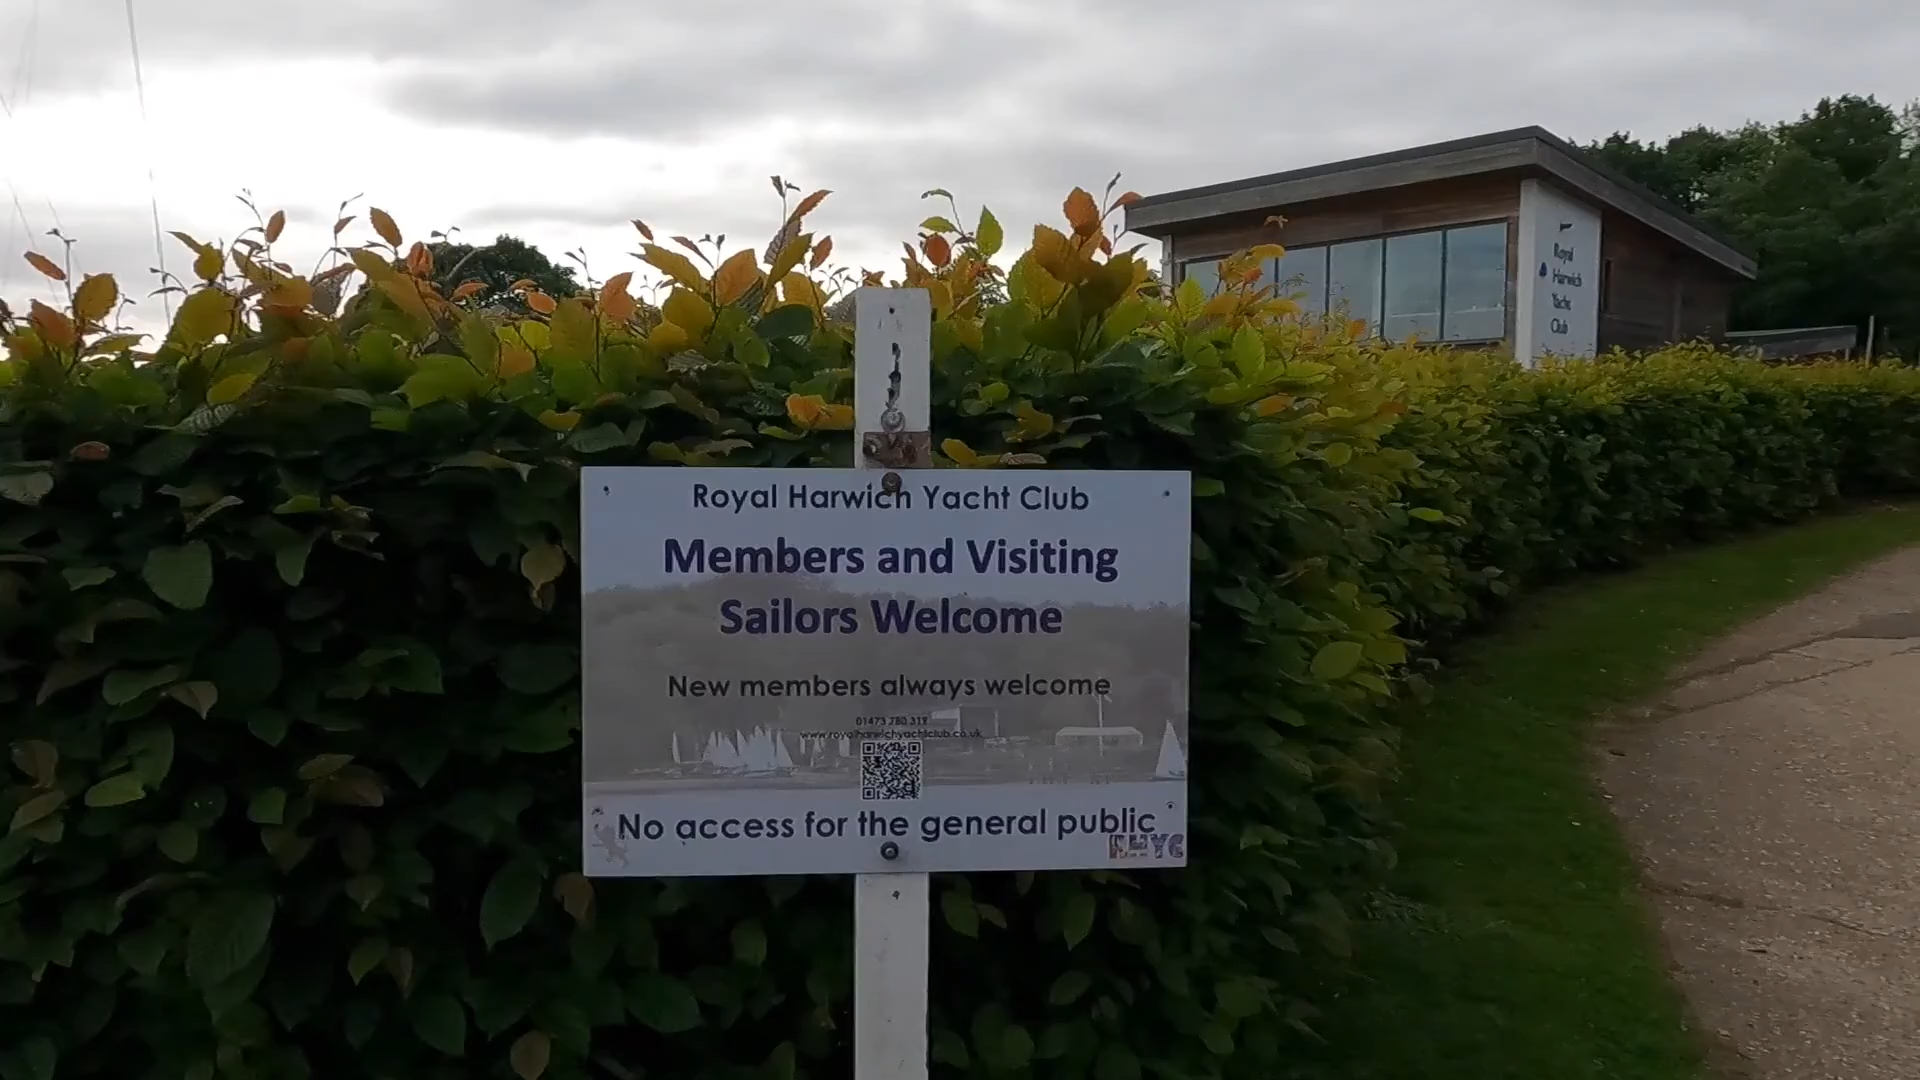 Royal
Harwich
Yacht
Club
Royal Harwich Yacht Club
Members and Visiting
Sailors Welcome
New members always welcome
01473 780 319
www.royalharwichyachtclub.co.uk
No access for the general public
RHYC